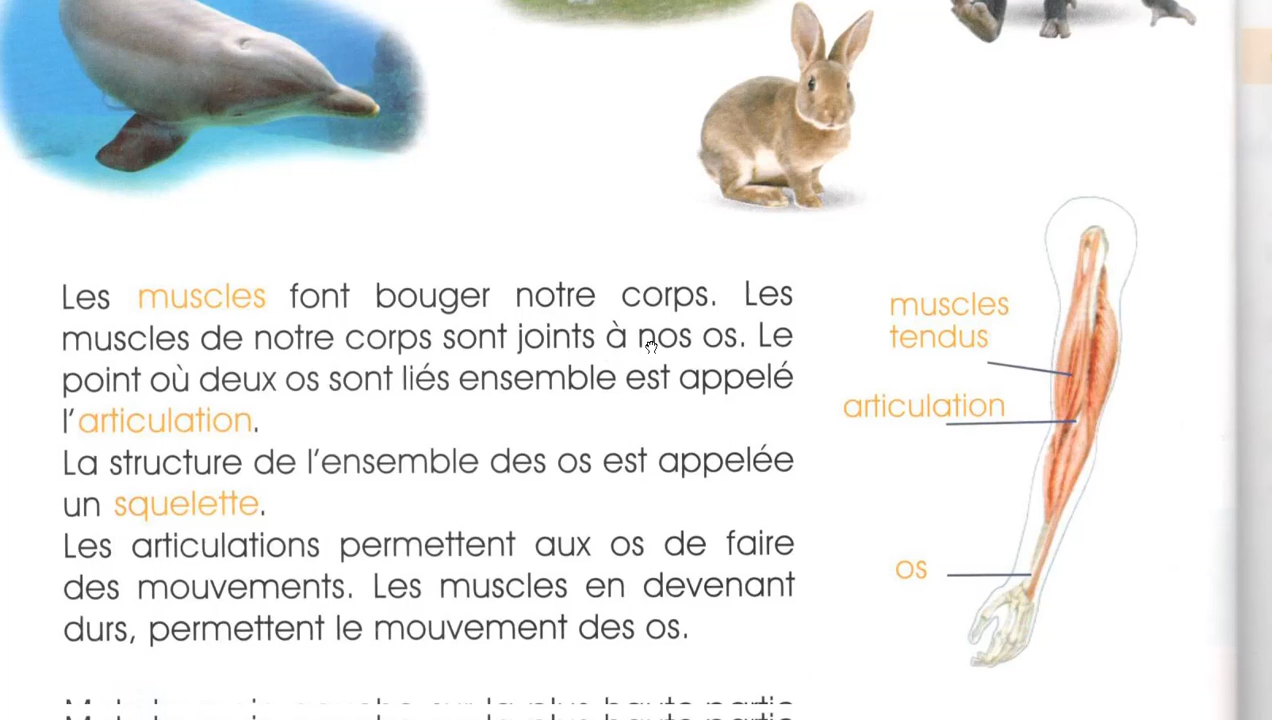 Les muscles font bouger notre corps. Les
muscles de notre corps sont joints à nos os. Le
point où deux os sont liés ensemble est appelé
l'articulation.
La structure de l'ensemble des os est appelée
un squelette.
Les articulations permettent aux os de faire
des mouvements. Les muscles en devenant
durs, permettent le mouvement des os.
muscles
tendus
articulation
os